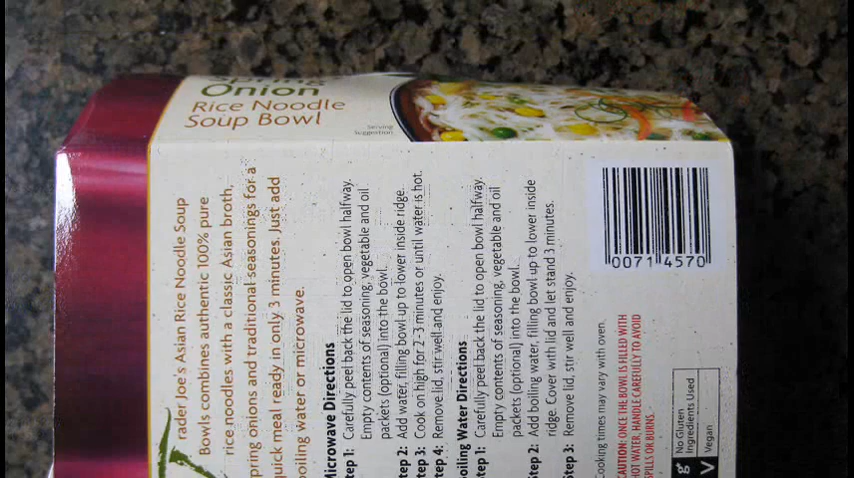 Spring
Onion
Rice Noodle
Soup Bowl
Serving
Suggestion
rader Joe's Asian Rice Noodle Soup
Bowls combines authentic 100% pure
rice noodles with a classic Asian broth,
pring onions and traditional seasonings for a
quick meal ready in only 3 minutes. Just add
boiling water or microwave.
Microwave Directions
tep 1: Carefully peel back the lid to open bowl halfway.
Empty contents of seasoning, vegetable and oil
packets (optional) into the bowl.
tep 2: Add water, filling bowl up to lower inside ridge.
tep 3: Cook on high for 2-3 minutes or until water is hot.
tep 4: Remove lid, stir well and enjoy.
oiling Water Directions
tep 1: Carefully peel back the lid to open bowl halfway.
Empty contents of seasoning, vegetable and oil
packets (optional) into the bowl.
Step 2: Add boiling water, filling bowl up to lower inside
ridge. Cover with lid and let stand 3 minutes.
Step 3: Remove lid, stir well and enjoy.
Cooking times may vary with oven.
CAUTION: ONCE THE BOWL IS FILLED WITH
HOT WATER, HANDLE CAREFULLY TO AVOID
SPILLS OR BURNS.
g No Gluten
Ingredients Used
V Vegan
0071 4570